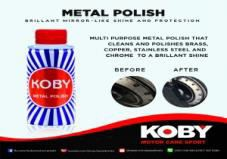 METAL POLISH
BRILLANT MIRROR-LIKE SHINE AND PROTECTION
MULTI PURPOSE METAL POLISH THAT
CLEANS AND POLISHES BRASS,
COPPER, STAINLESS STEEL AND
CHROME TO A BRILLIANT SHINE
KOBY
METAL POLISH
BEFORE
AFTER
KOBY
MOTOR CARE SPORT